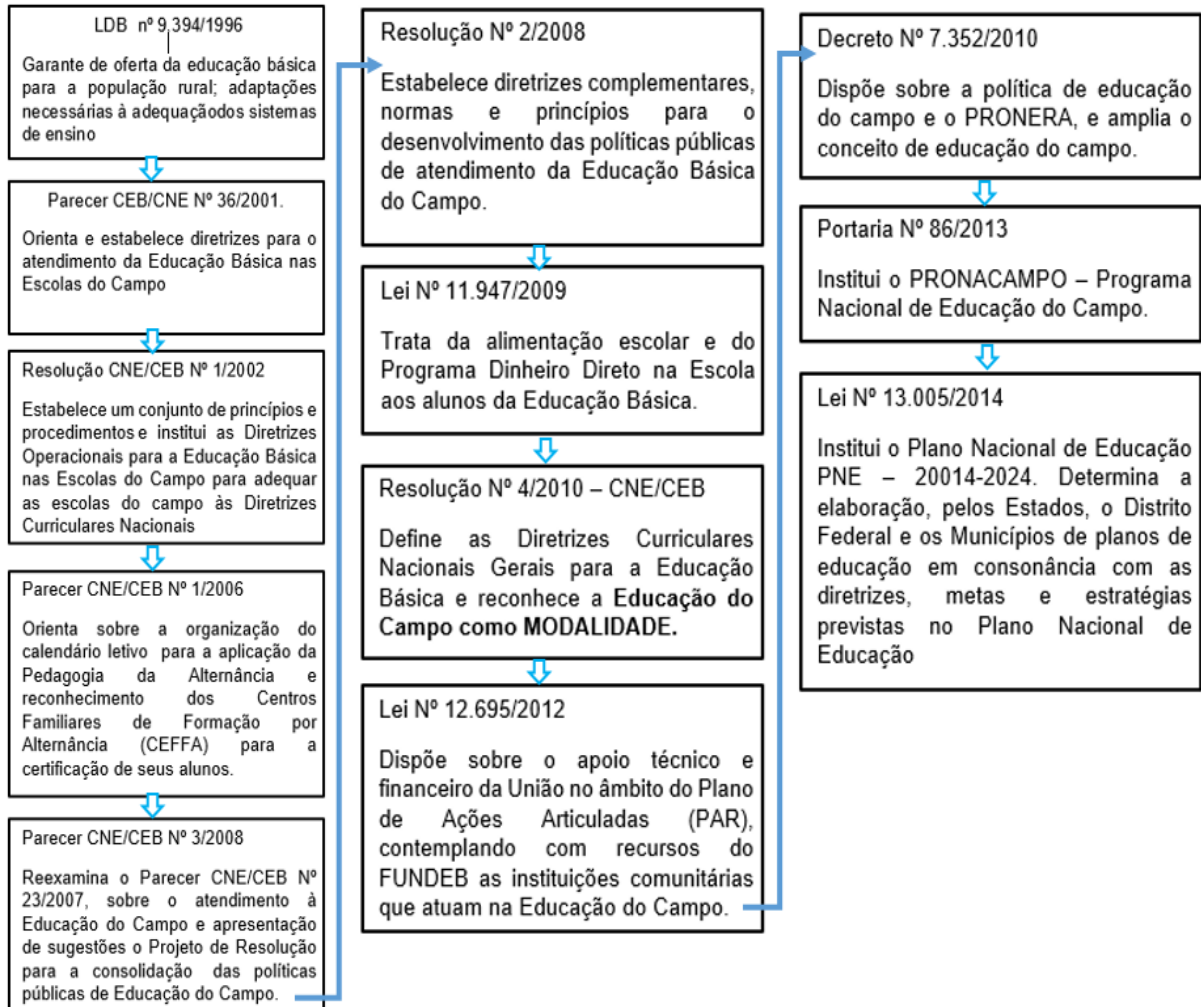 LDB nº 9.394/1996
Garante de oferta da educação básica
para a população rural; adaptações
necessárias à adequaçãodos sistemas
de ensino
Parecer CEB/CNE Nº 36/2001.
Orienta e estabelece diretrizes para o
atendimento da Educação Básica nas
Escolas do Campo
Resolução CNE/CEB Nº 1/2002
Estabelece um conjunto de princípios e
procedimentos e institui as Diretrizes
Operacionais para a Educação Básica
nas Escolas do Campo para adequar
as escolas do campo às Diretrizes
Curriculares Nacionais
Parecer CNE/CEB Nº 1/2006
Orienta sobre a organização do
calendário letivo para a aplicação da
Pedagogia da Alternância e
reconhecimento dos Centros
Familiares de Formação por
Alternância (CEFFA) para a
certificação de seus alunos.
Parecer CNE/CEB Nº 3/2008
Reexamina o Parecer CNE/CEB Nº
23/2007, sobre o atendimento à
Educação do Campo e apresentação
de sugestões o Projeto de Resolução
para a consolidação das políticas
públicas de Educação do Campo.
Resolução Nº 2/2008
Estabelece diretrizes complementares,
normas e princípios para o
desenvolvimento das políticas públicas
de atendimento da Educação Básica
do Campo.
Lei Nº 11.947/2009
Trata da alimentação escolar e do
Programa Dinheiro Direto na Escola
aos alunos da Educação Básica.
Resolução Nº 4/2010 – CNE/CEB
Define as Diretrizes Curriculares
Nacionais Gerais para a Educação
Básica e reconhece a Educação do
Campo como MODALIDADE.
Lei Nº 12.695/2012
Dispõe sobre o apoio técnico e
financeiro da União no âmbito do Plano
de Ações Articuladas (PAR),
contemplando com recursos do
FUNDEB as instituições comunitárias
que atuam na Educação do Campo.
Decreto Nº 7.352/2010
Dispõe sobre a política de educação
do campo e o PRONERA, e amplia o
conceito de educação do campo.
Portaria Nº 86/2013
Institui o PRONACAMPO – Programa
Nacional de Educação do Campo.
Lei Nº 13.005/2014
Institui o Plano Nacional de Educação
PNE – 20014-2024. Determina a
elaboração, pelos Estados, o Distrito
Federal e os Municípios de planos de
educação em consonância com as
diretrizes, metas e estratégias
previstas no Plano Nacional de
Educação